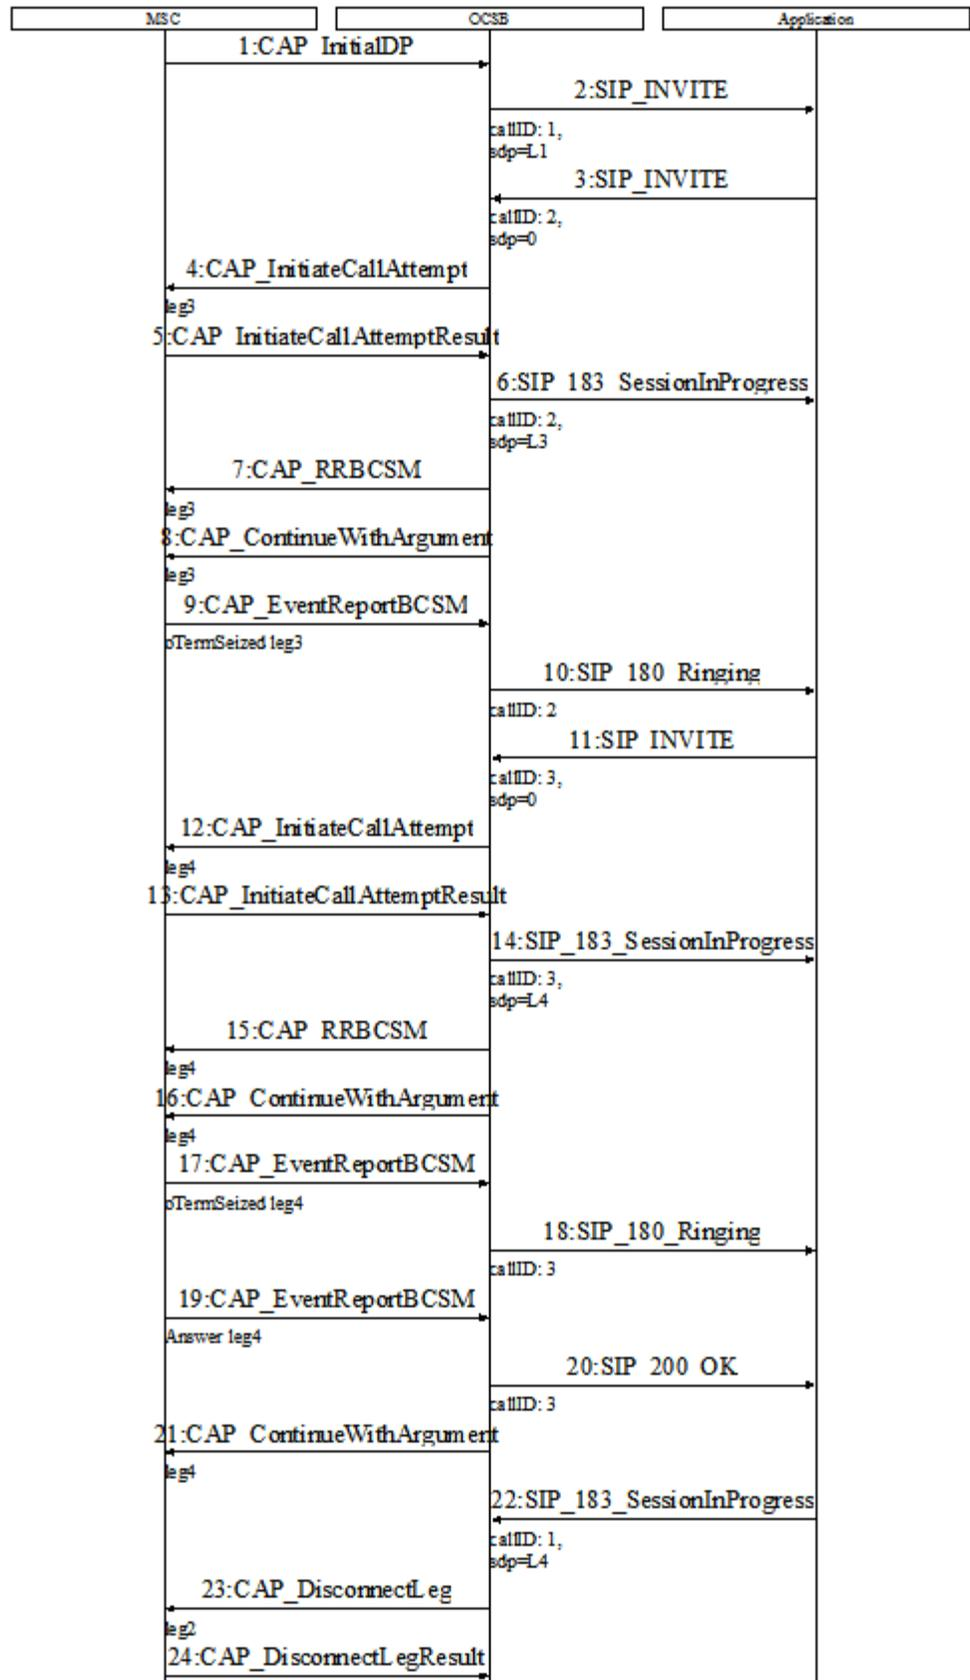 MSC
OCSB
Application
1:CAP_InitialDP
2:SIP_INVITE
callID: 1,
sdp=L1
3:SIP_INVITE
callID: 2,
sdp=0
4:CAP_InitiateCallAttempt
leg3
5:CAP_InitiateCallAttemptResult
6:SIP_183_SessionInProgress
callID: 2,
sdp=L3
7:CAP_RRBCSM
leg3
8:CAP_ContinueWithArgument
leg3
9:CAP_EventReportBCSM
oTermSeized leg3
10:SIP_180_Ringing
callID: 2
11:SIP_INVITE
callID: 3,
sdp=0
12:CAP_InitiateCallAttempt
leg4
13:CAP_InitiateCallAttemptResult
14:SIP_183_SessionInProgress
callID: 3,
sdp=L4
15:CAP_RRBCSM
leg4
16:CAP_ContinueWithArgument
leg4
17:CAP_EventReportBCSM
oTermSeized leg4
18:SIP_180_Ringing
callID: 3
19:CAP_EventReportBCSM
Answer leg4
20:SIP_200_OK
callID: 3
21:CAP_ContinueWithArgument
leg4
22:SIP_183_SessionInProgress
callID: 1,
sdp=L4
23:CAP_DisconnectLeg
leg2
24:CAP_DisconnectLegResult